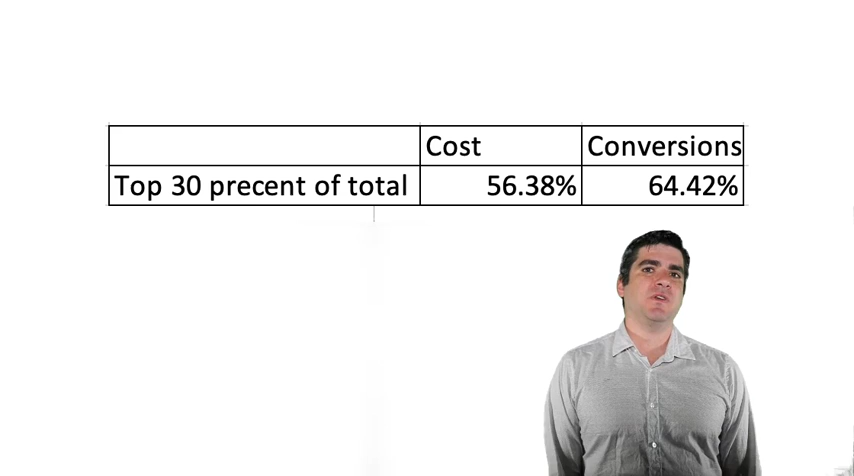 Cost Conversions
Top 30 precent of total 56.38% 64.42%